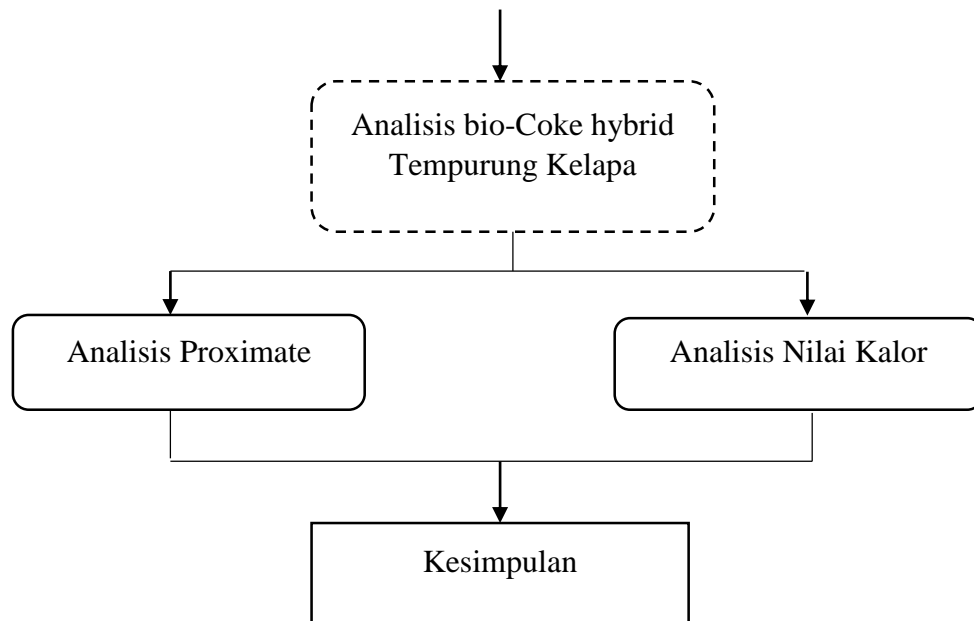 Analisis bio-Coke hybrid
Tempurung Kelapa
Analisis Proximate
Analisis Nilai Kalor
Kesimpulan